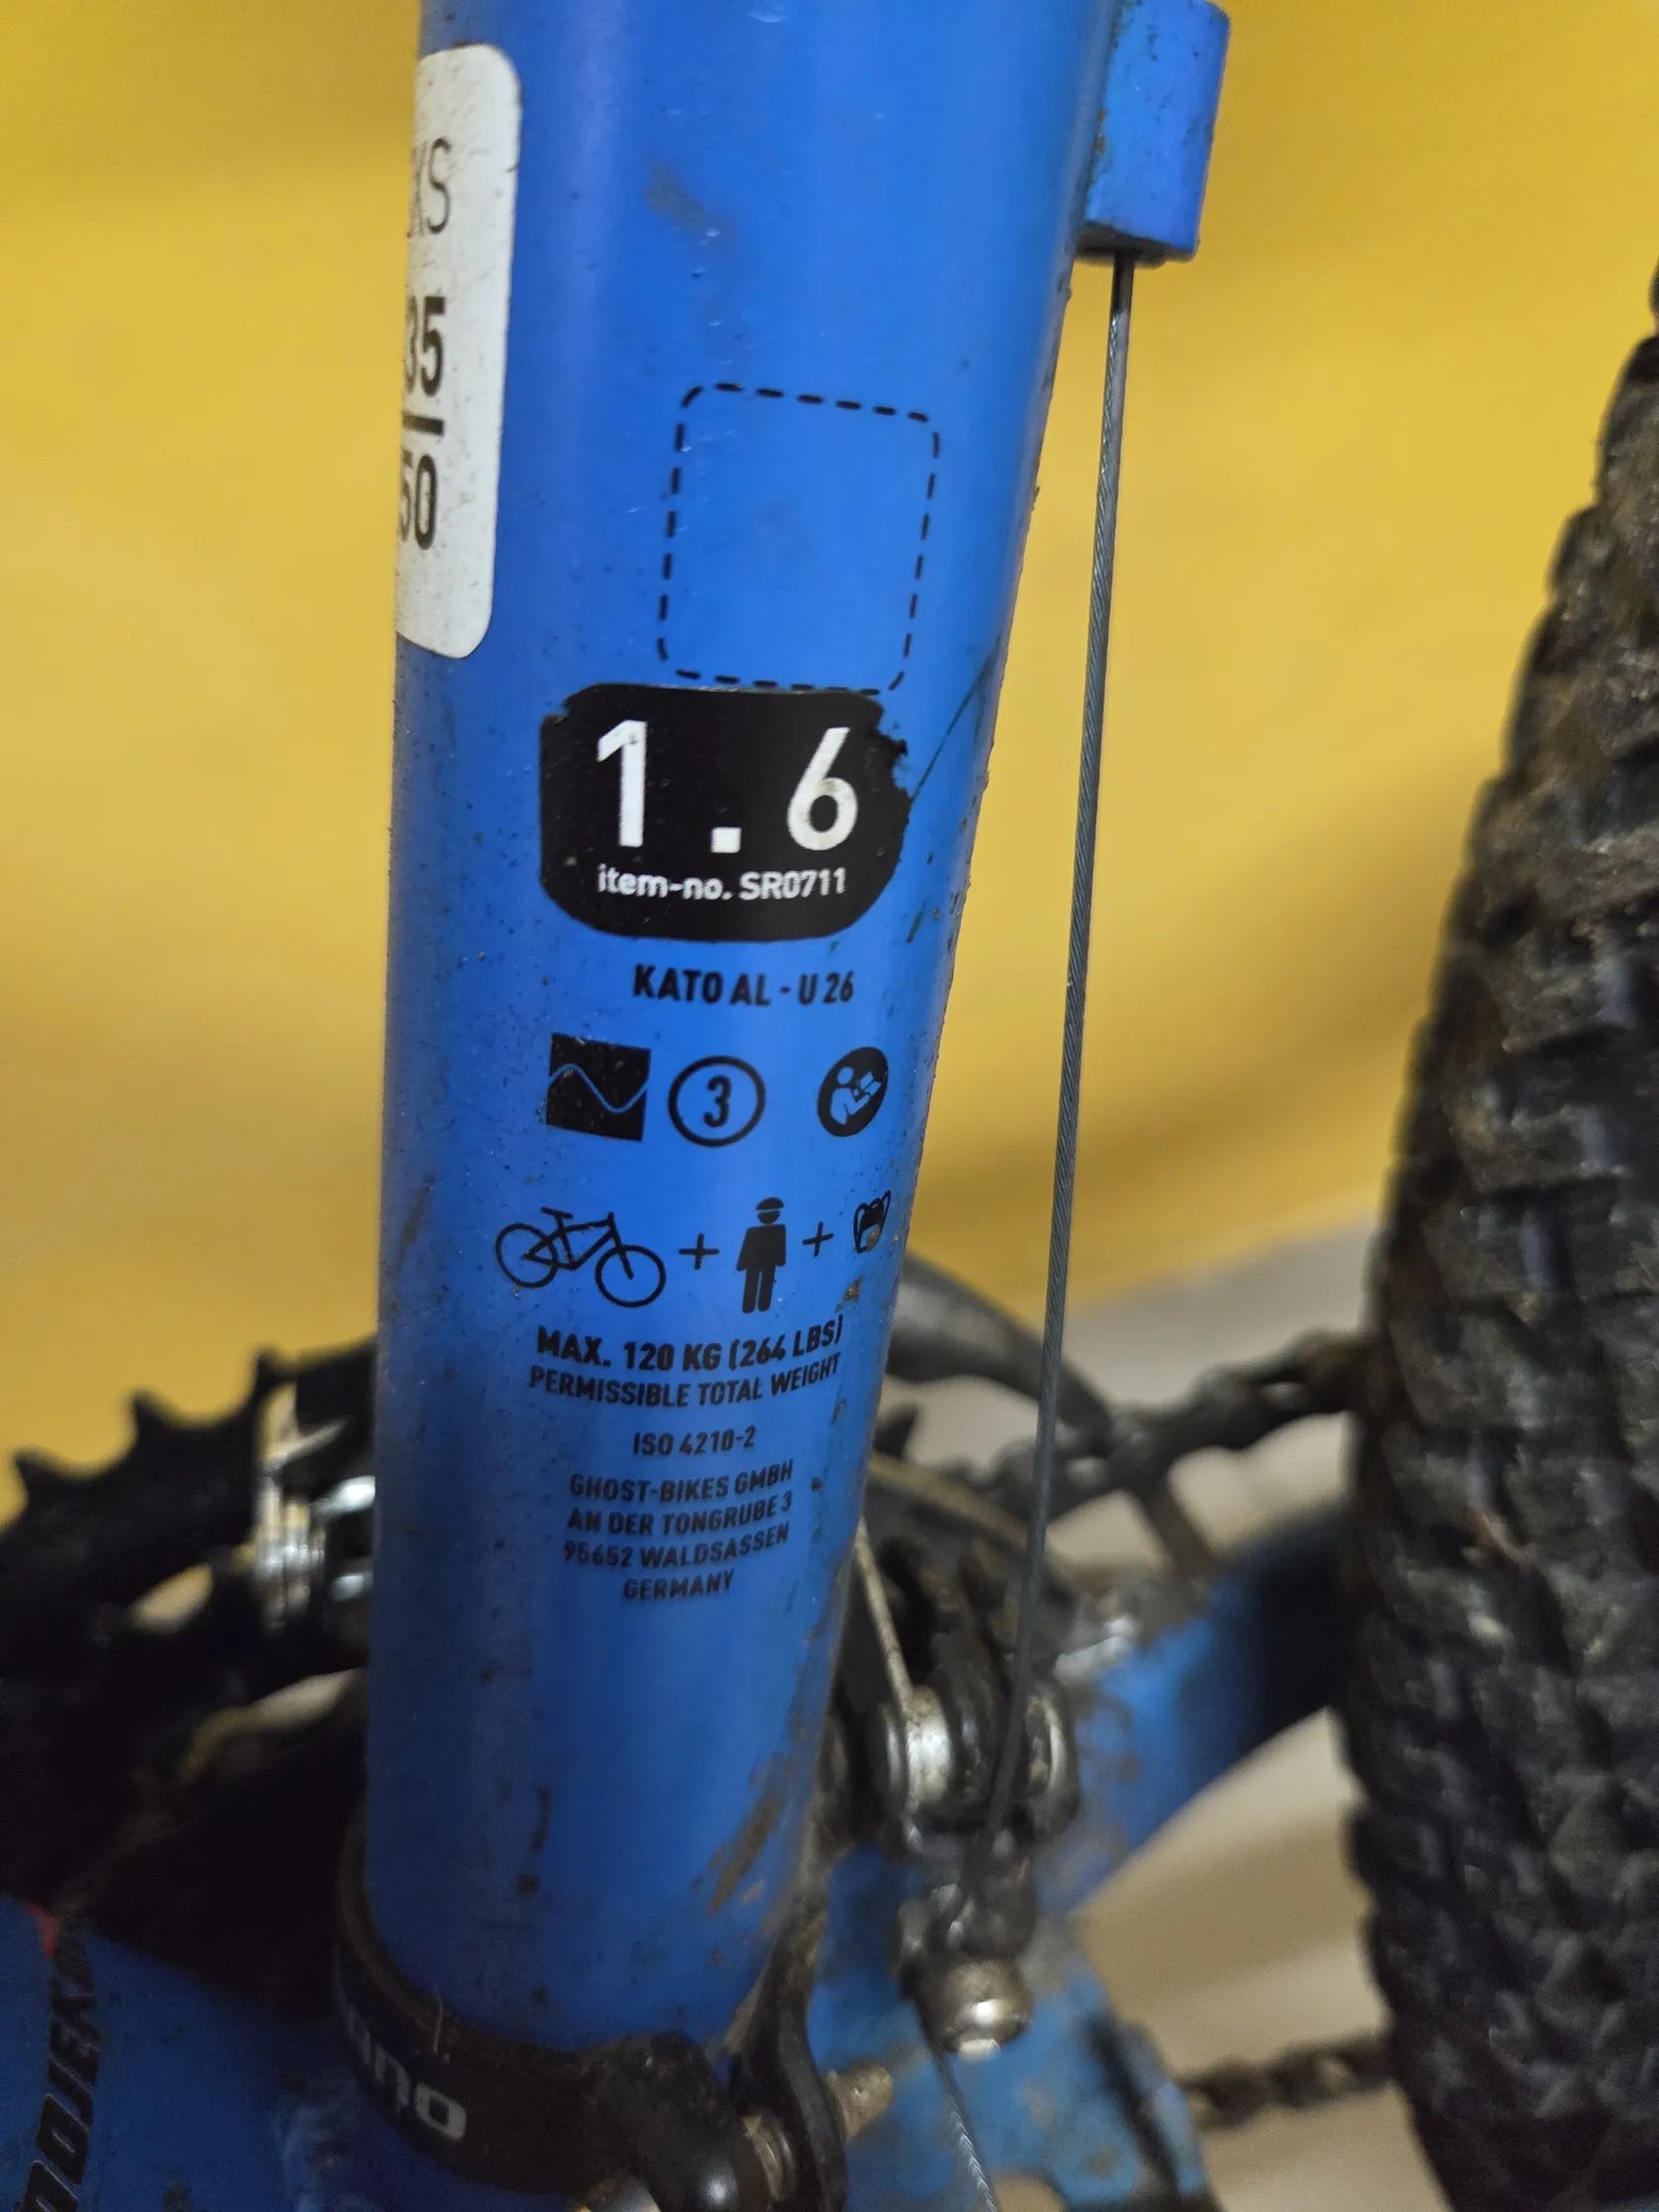 35
50
1.6
item-no. SR0711
KATO AL - U 26
3
+ +
MAX. 120 KG (264 LBS)
PERMISSIBLE TOTAL WEIGHT
ISO 4210-2
GHOST-BIKES GMBH
AN DER TONGRUBE 3
95652 WALDSASSEN
GERMANY